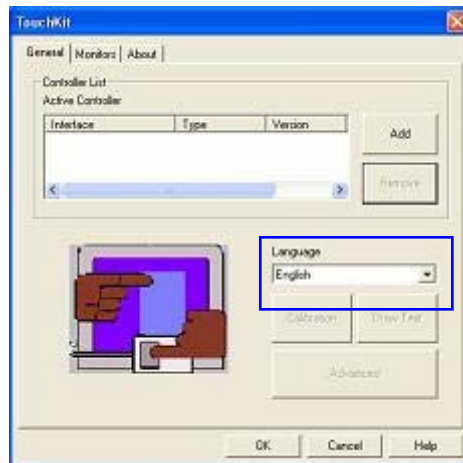 TouchKit
General Monitors About
Controller List
Active Controller
Interface Type Version
Add
Remove
Language
English
Calibration Draw Test
Advanced
OK Cancel Help